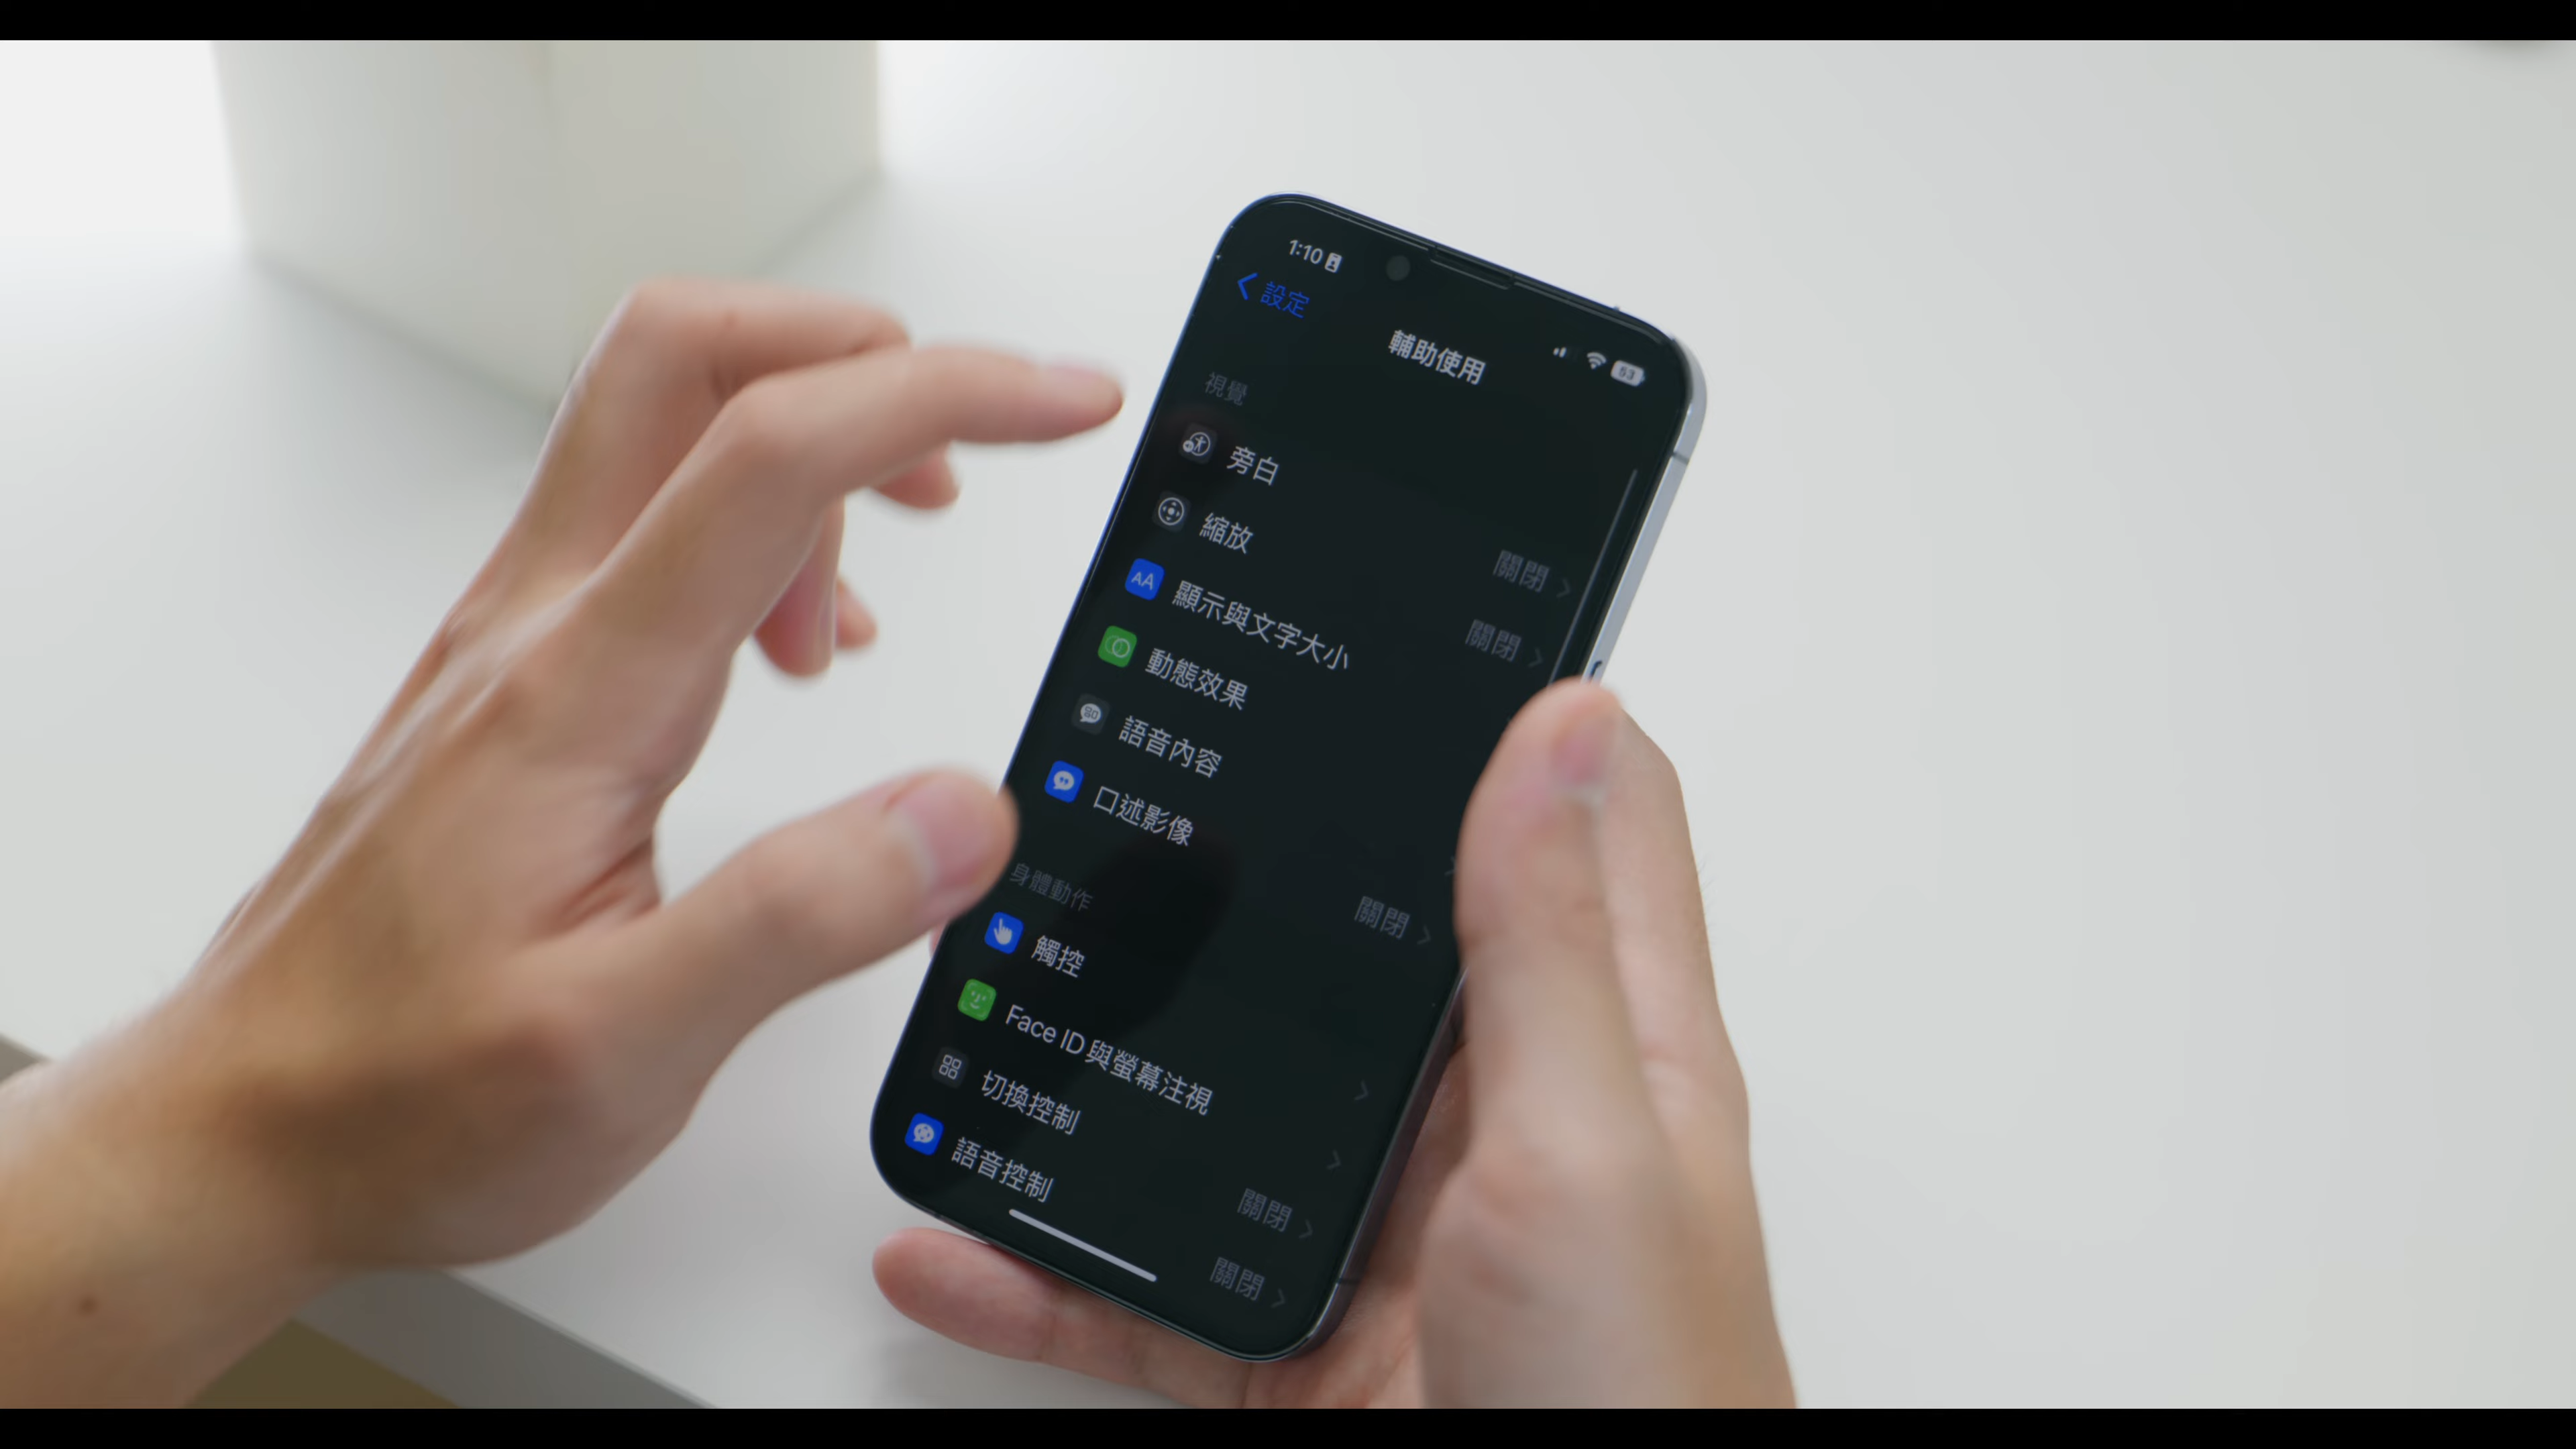 1:10
53
設定
輔助使用
視覺
旁白 關閉
縮放 關閉
顯示與文字大小
動態效果
語音內容
口述影像 關閉
身體動作
觸控
Face ID與螢幕注視
切換控制 關閉
語音控制 關閉